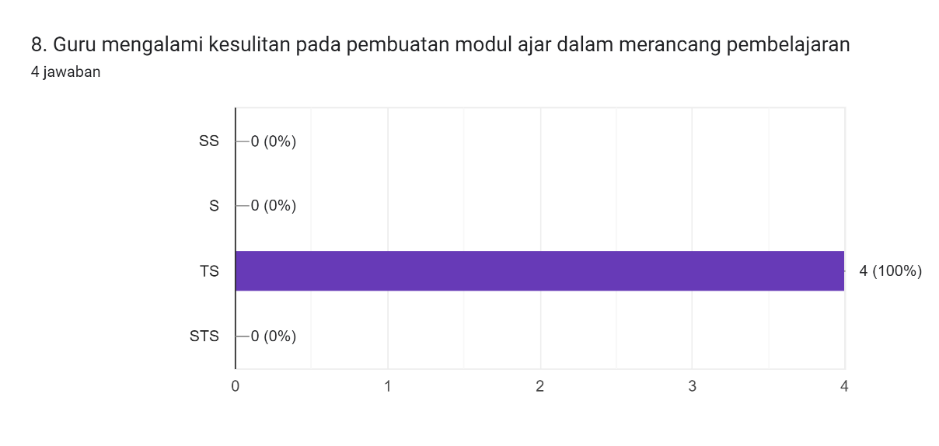 8. Guru mengalami kesulitan pada pembuatan modul ajar dalam merancang pembelajaran
4 jawaban
SS 0 (0%)
S 0 (0%)
TS 4 (100%)
STS 0 (0%)
0 1 2 3 4